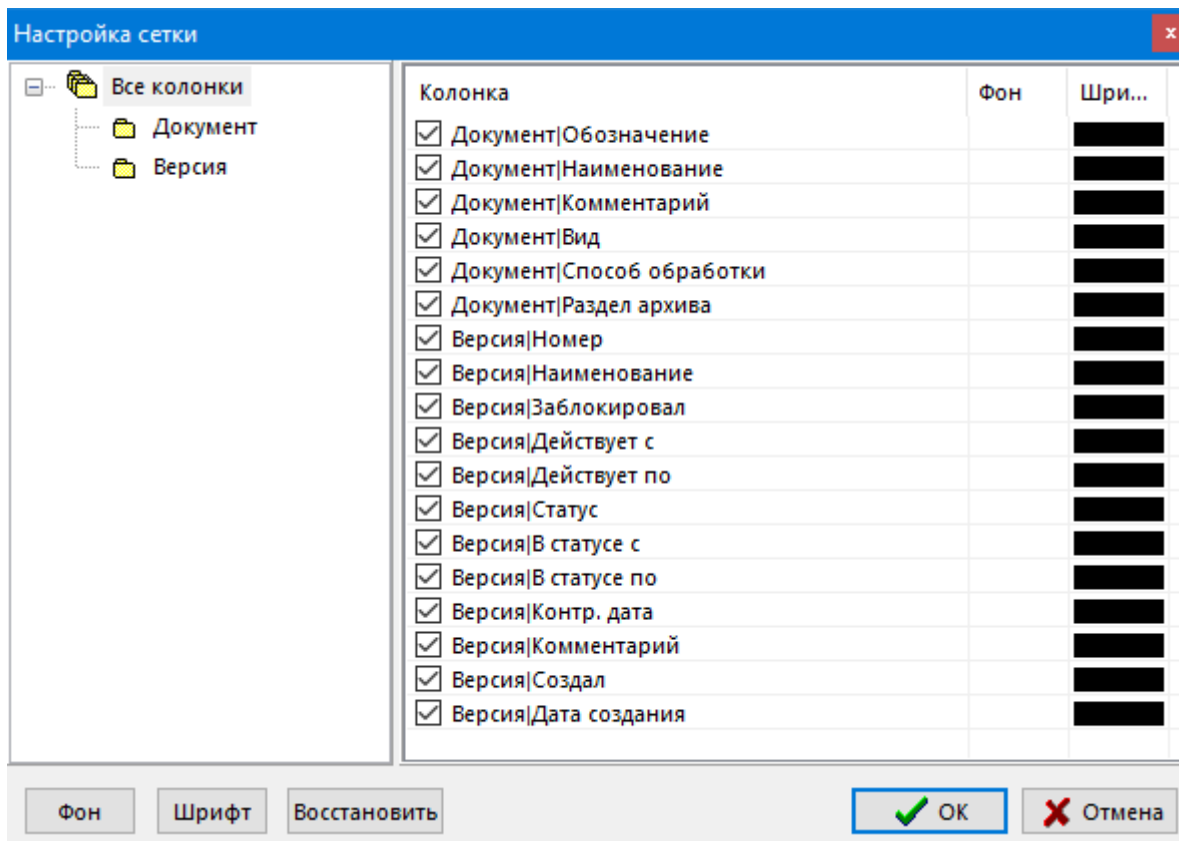 Настройка сетки
x
Все колонки
Документ
Версия
Колонка Фон Шри...
Документ|Обозначение
Документ|Наименование
Документ|Комментарий
Документ|Вид
Документ|Способ обработки
Документ|Раздел архива
Версия|Номер
Версия|Наименование
Версия|Заблокировал
Версия|Действует с
Версия|Действует по
Версия|Статус
Версия|В статусе с
Версия|В статусе по
Версия|Контр. дата
Версия|Комментарий
Версия|Создал
Версия|Дата создания
Фон Шрифт Восстановить OK Отмена